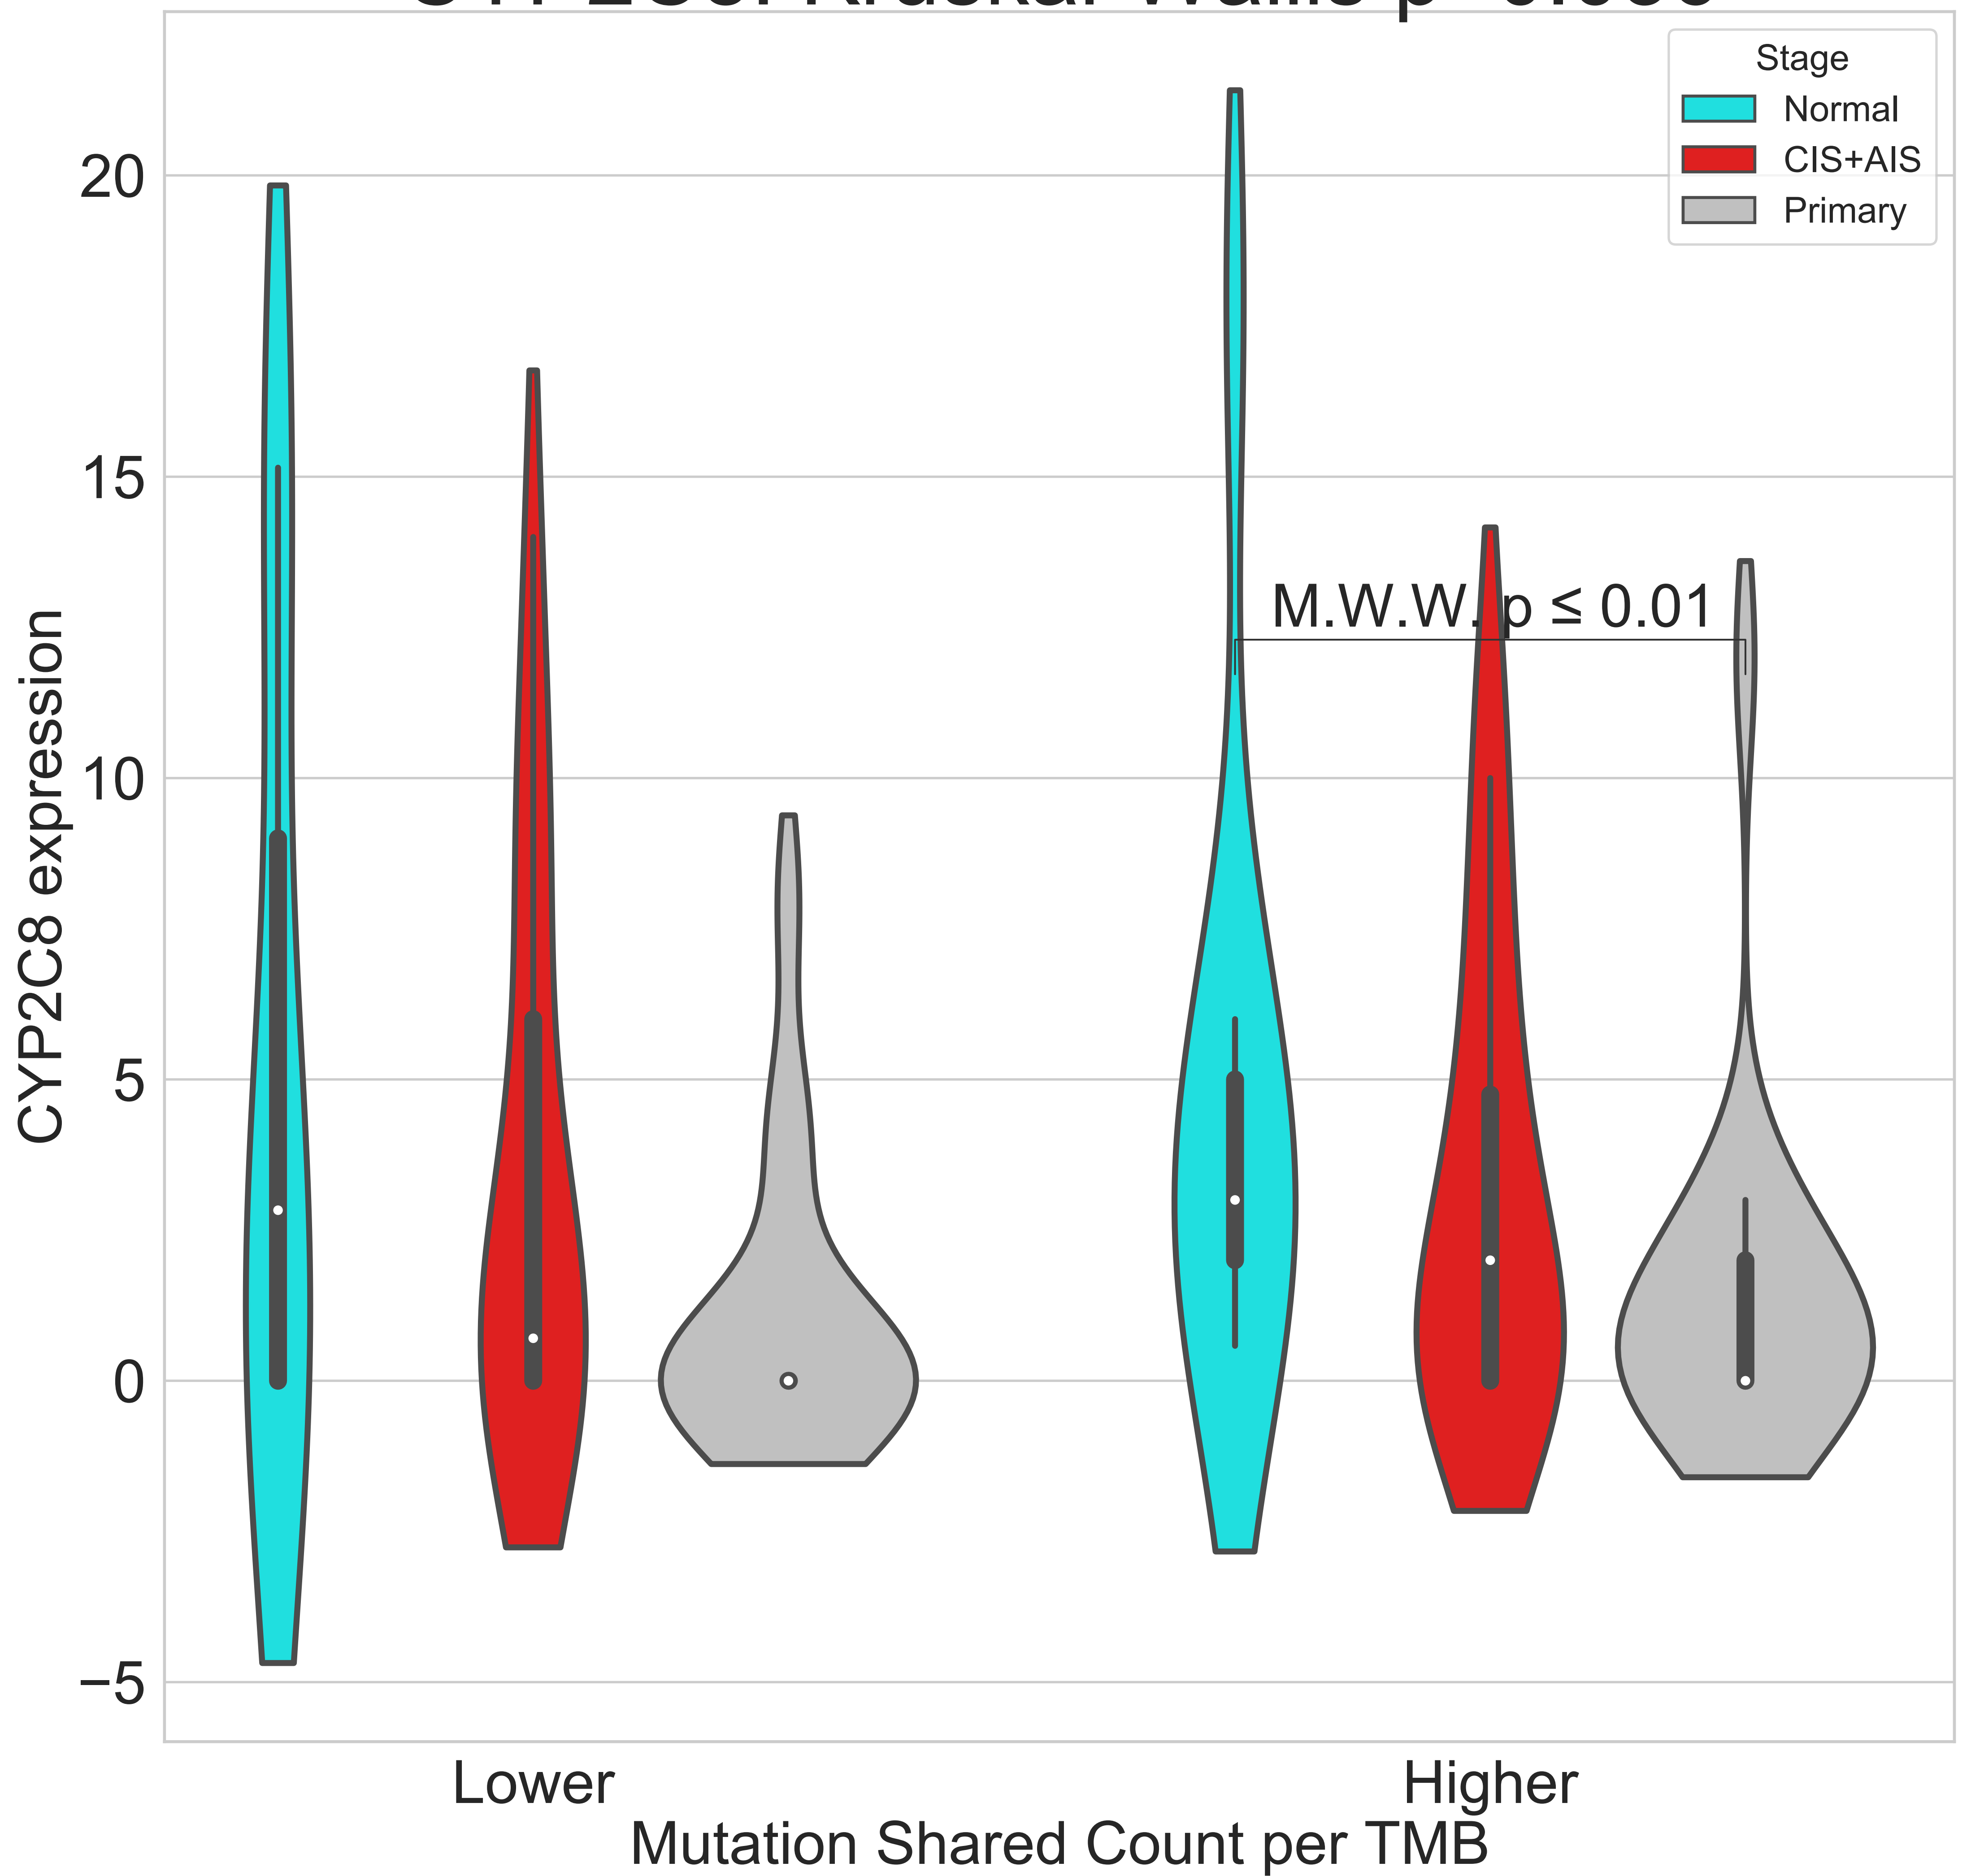 Stage
Normal
CIS+AIS
Primary
20
15
10
5
0
−5
CYP2C8 expression
M.W.W. p ≤ 0.01
Lower
Higher
Mutation Shared Count per TMB